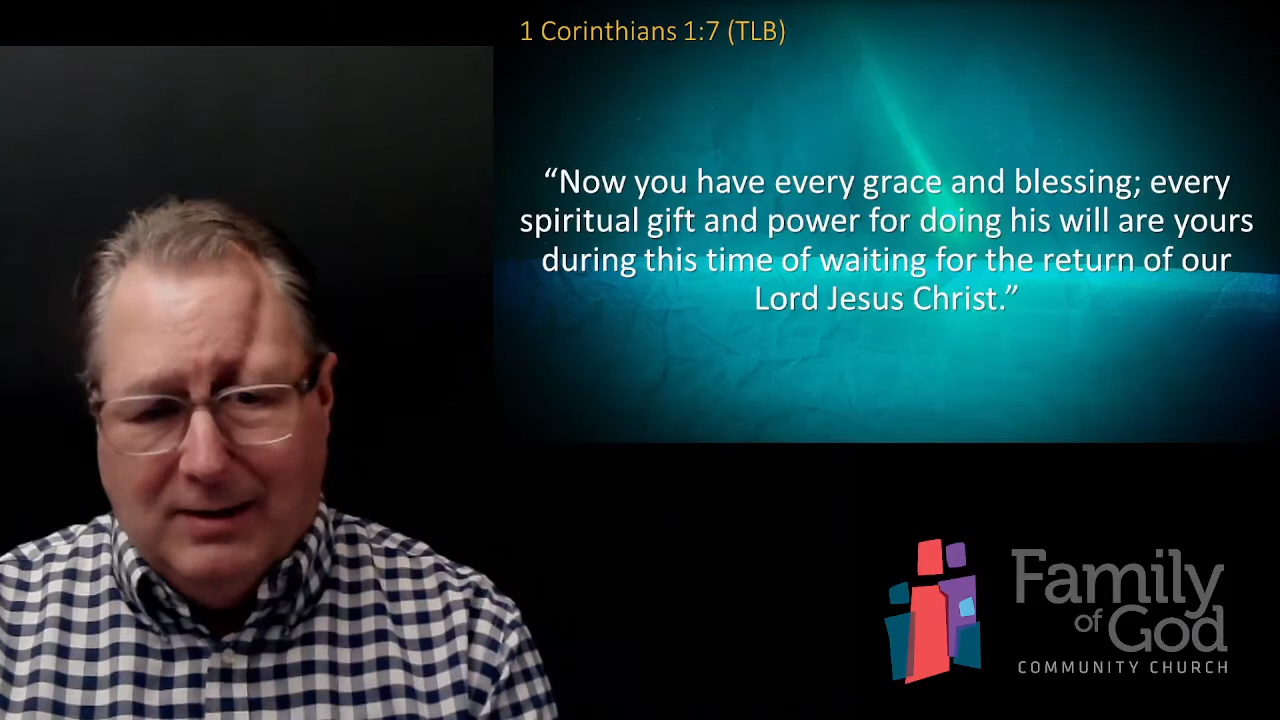 1 Corinthians 1:7 (TLB)
“Now you have every grace and blessing; every
spiritual gift and power for doing his will are yours
during this time of waiting for the return of our
Lord Jesus Christ.”
Family
of God
COMMUNITY CHURCH